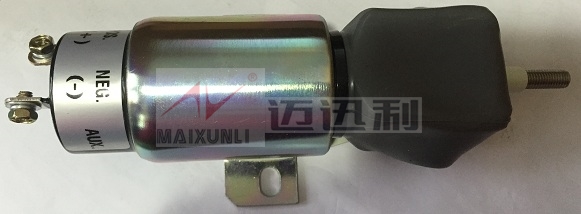 (+)
NEG.
(-)
AUX.
MAIXUNLI
迈迅利